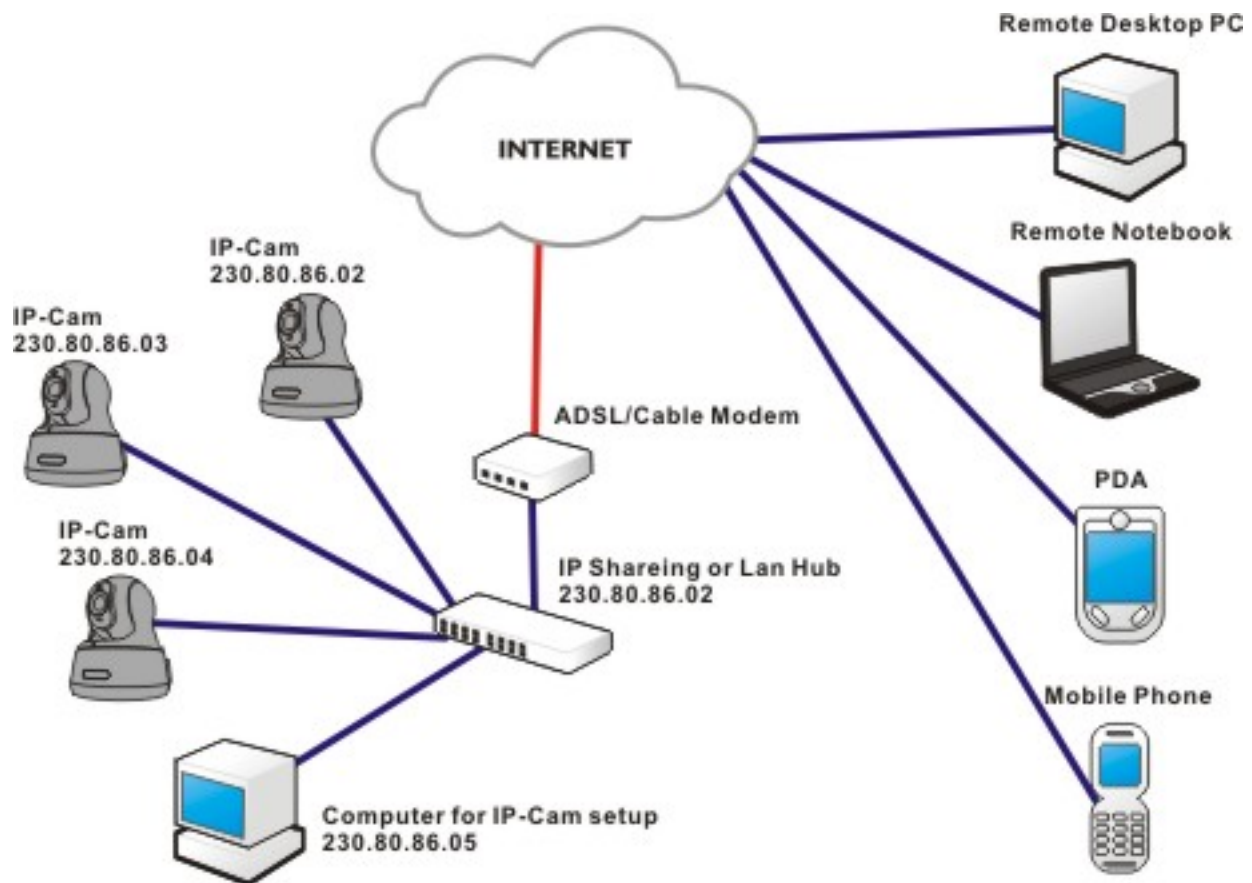 Remote Desktop PC
INTERNET
Remote Notebook
IP-Cam
230.80.86.02
IP-Cam
230.80.86.03
ADSL/Cable Modem
PDA
IP-Cam
230.80.86.04
IP Shareing or Lan Hub
230.80.86.02
Mobile Phone
Computer for IP-Cam setup
230.80.86.05